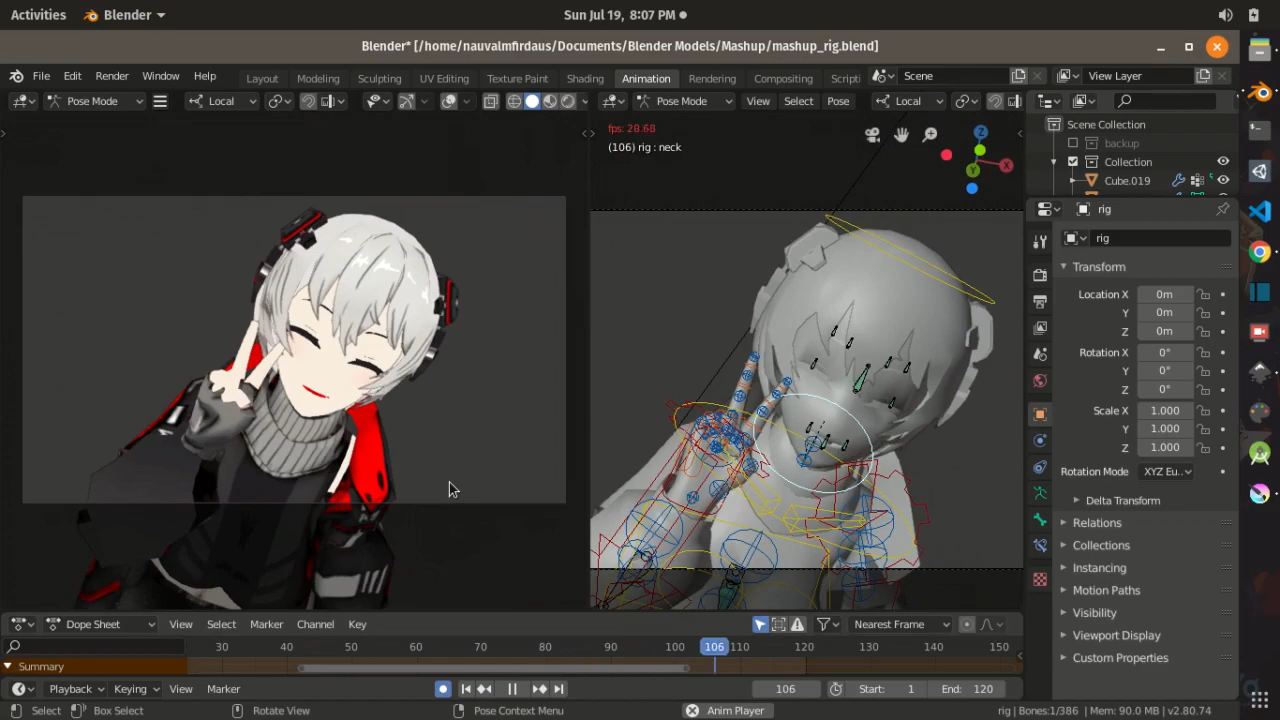 Activities Blender Sun Jul 19, 8:07 PM
Blender* [/home/nauvalmfirdaus/Documents/Blender Models/Mashup/mashup_rig.blend]
File Edit Render Window Help Layout Modeling Sculpting UV Editing Texture Paint Shading Animation Rendering Compositing Scripti Scene View Layer
Pose Mode Local Pose Mode View Select Pose Local
fps: 28.68
(106) rig : neck
Z
X
Y
Scene Collection
backup
Collection
Cube.019
rig
rig
Transform
Location X 0m
Y 0m
Z 0m
Rotation X 0°
Y 0°
Z 0°
Scale X 1.000
Y 1.000
Z 1.000
Rotation Mode XYZ Eu..
Delta Transform
Relations
Collections
Instancing
Motion Paths
Visibility
Viewport Display
Custom Properties
Dope Sheet View Select Marker Channel Key Nearest Frame
30 40 50 60 70 80 90 106 110 120 130 140 150
Summary
Playback Keying View Marker 106 Start: 1 End: 120
Select Box Select Rotate View Pose Context Menu Anim Player rig | Bones:1/386 | Mem: 90.0 MB | v2.80.74